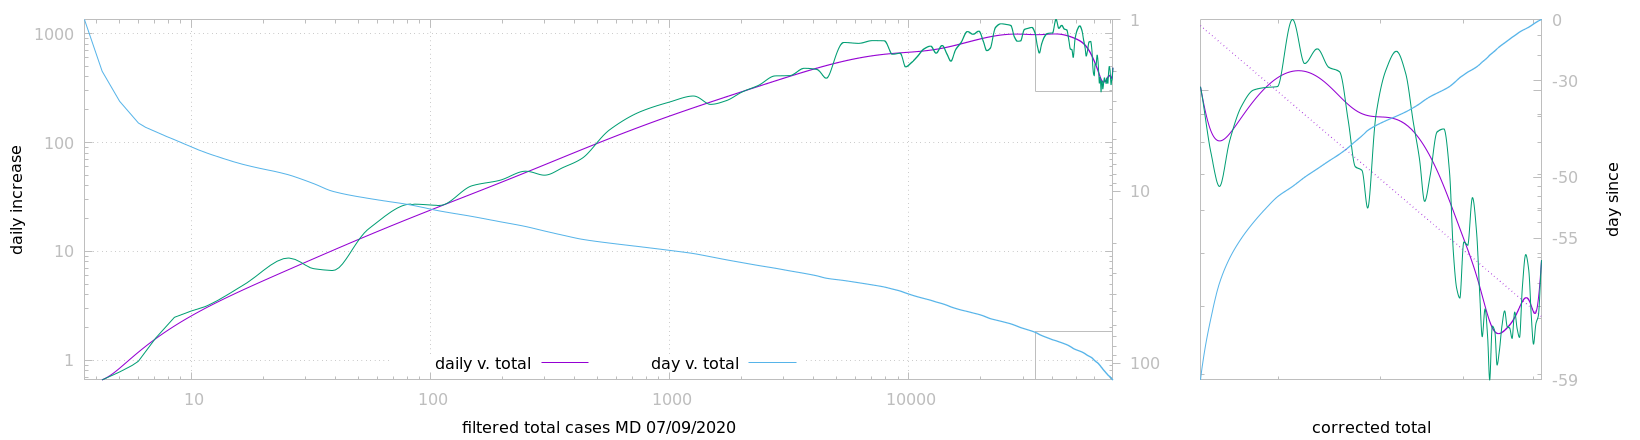 daily increase
1000
100
10
1
daily v. total
day v. total
10
100
1000
10000
filtered total cases MD 07/09/2020
1
10
100
0
-30
-50
-55
-59
day since
corrected total